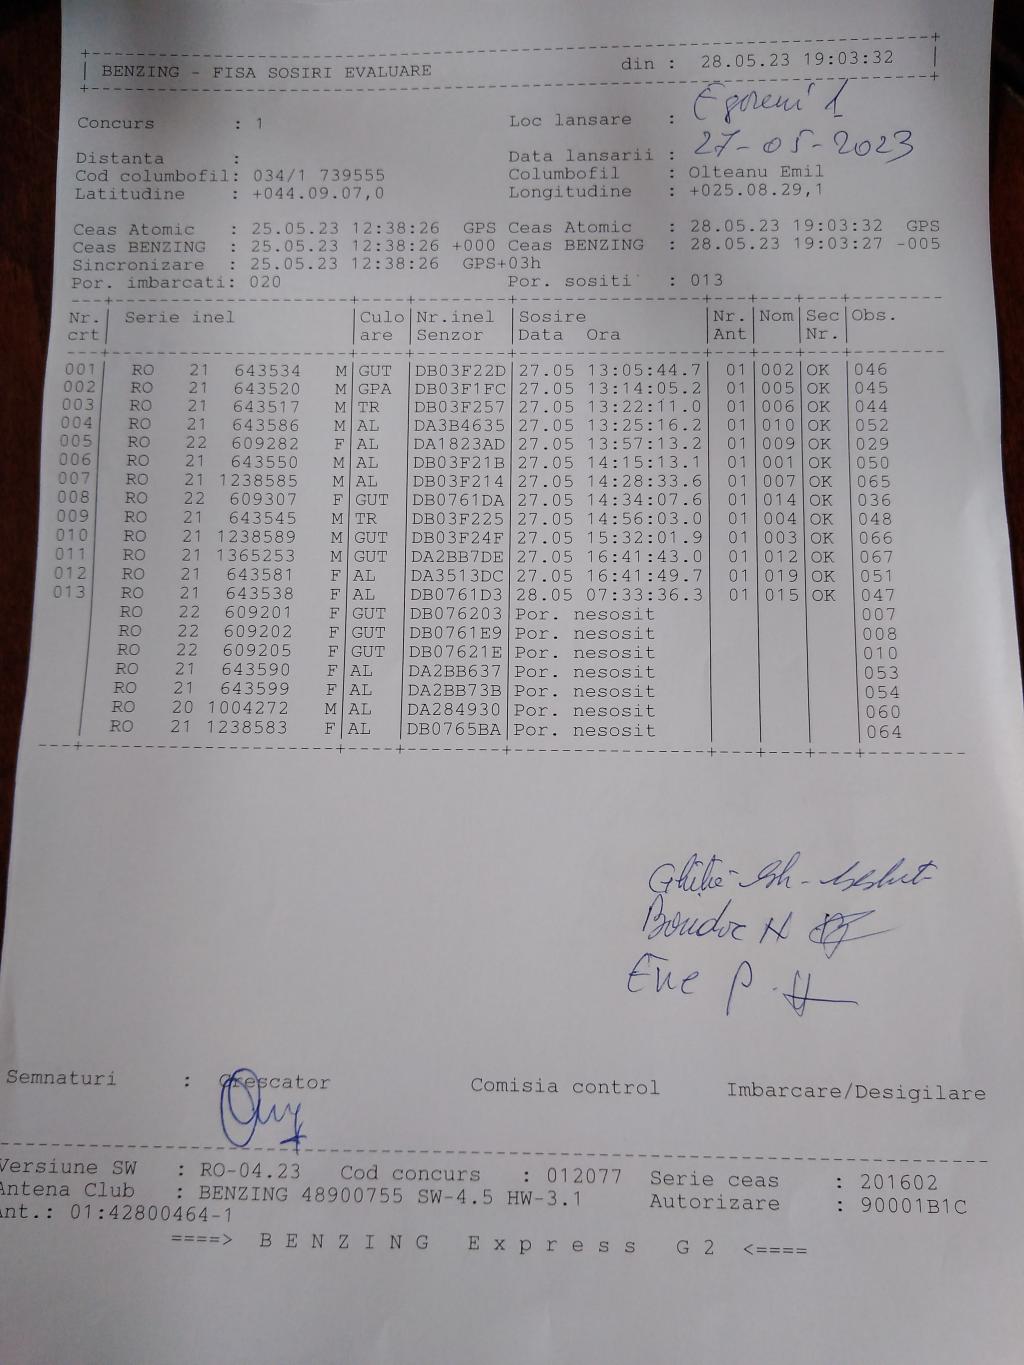 BENZING - FISA SOSIRI EVALUARE din : 28.05.23 19:03:32
Concurs : 1 Loc lansare : Egoreni 1
Distanta : Data lansarii : 27-05-2023
Cod columbofil: 034/1 739555 Columbofil : Olteanu Emil
Latitudine : +044.09.07,0 Longitudine : +025.08.29,1
Ceas Atomic : 25.05.23 12:38:26 GPS Ceas Atomic : 28.05.23 19:03:32 GPS
Ceas BENZING : 25.05.23 12:38:26 +000 Ceas BENZING : 28.05.23 19:03:27 -005
Sincronizare : 25.05.23 12:38:26 GPS+03h
Por. imbarcati: 020 Por. sositi : 013
Nr. Serie inel Culo Nr.inel Sosire Nr. Nom Sec Obs.
crt are Senzor Data Ora Ant Nr.
001 RO 21 643534 M GUT DB03F22D 27.05 13:05:44.7 01 002 OK 046
002 RO 21 643520 M GPA DB03F1FC 27.05 13:14:05.2 01 005 OK 045
003 RO 21 643517 M TR DB03F257 27.05 13:22:11.0 01 006 OK 044
004 RO 21 643586 M AL DA3B4635 27.05 13:25:16.2 01 010 OK 052
005 RO 22 609282 F AL DA1823AD 27.05 13:57:13.2 01 009 OK 029
006 RO 21 643550 M AL DB03F21B 27.05 14:15:13.1 01 001 OK 050
007 RO 21 1238585 M AL DB03F214 27.05 14:28:33.6 01 007 OK 065
008 RO 22 609307 F GUT DB0761DA 27.05 14:34:07.6 01 014 OK 036
009 RO 21 643545 M TR DB03F225 27.05 14:56:03.0 01 004 OK 048
010 RO 21 1238589 M GUT DB03F24F 27.05 15:32:01.9 01 003 OK 066
011 RO 21 1365253 M GUT DA2BB7DE 27.05 16:41:43.0 01 012 OK 067
012 RO 21 643581 F AL DA3513DC 27.05 16:41:49.7 01 019 OK 051
013 RO 21 643538 F AL DB0761D3 28.05 07:33:36.3 01 015 OK 047
RO 22 609201 F GUT DB076203 Por. nesosit 007
RO 22 609202 F GUT DB0761E9 Por. nesosit 008
RO 22 609205 F GUT DB07621E Por. nesosit 010
RO 21 643590 F AL DA2BB637 Por. nesosit 053
RO 21 643599 F AL DA2BB73B Por. nesosit 054
RO 20 1004272 M AL DA284930 Por. nesosit 060
RO 21 1238583 F AL DB0765BA Por. nesosit 064
Boudoc N
Ene P.
Semnaturi : Crescator Comisia control Imbarcare/Desigilare
Versiune SW : RO-04.23 Cod concurs : 012077 Serie ceas : 201602
Antena Club : BENZING 48900755 SW-4.5 HW-3.1 Autorizare : 90001B1C
nt.: 01:42800464-1
====> BENZING Express G2 <====